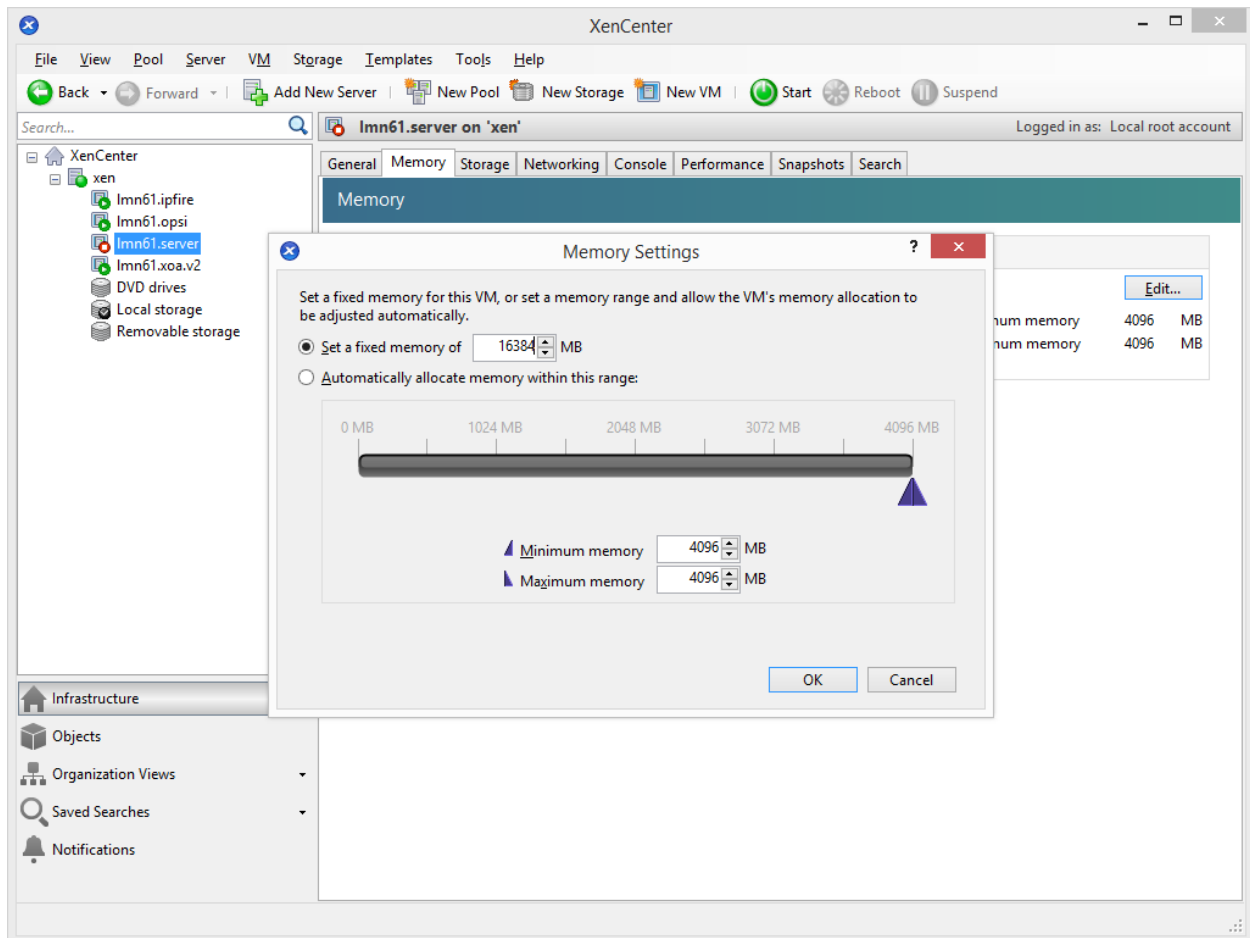 XenCenter
File View Pool Server VM Storage Templates Tools Help
Back Forward Add New Server New Pool New Storage New VM Start Reboot Suspend
Search...
lmn61.server on 'xen' Logged in as: Local root account
XenCenter
xen
lmn61.ipfire
lmn61.opsi
lmn61.server
lmn61.xoa.v2
DVD drives
Local storage
Removable storage
General Memory Storage Networking Console Performance Snapshots Search
Memory
Edit...
num memory 4096 MB
num memory 4096 MB
Memory Settings
Set a fixed memory for this VM, or set a memory range and allow the VM's memory allocation to
be adjusted automatically.
Set a fixed memory of 16384 MB
Automatically allocate memory within this range:
0 MB 1024 MB 2048 MB 3072 MB 4096 MB
Minimum memory 4096 MB
Maximum memory 4096 MB
OK Cancel
Infrastructure
Objects
Organization Views
Saved Searches
Notifications